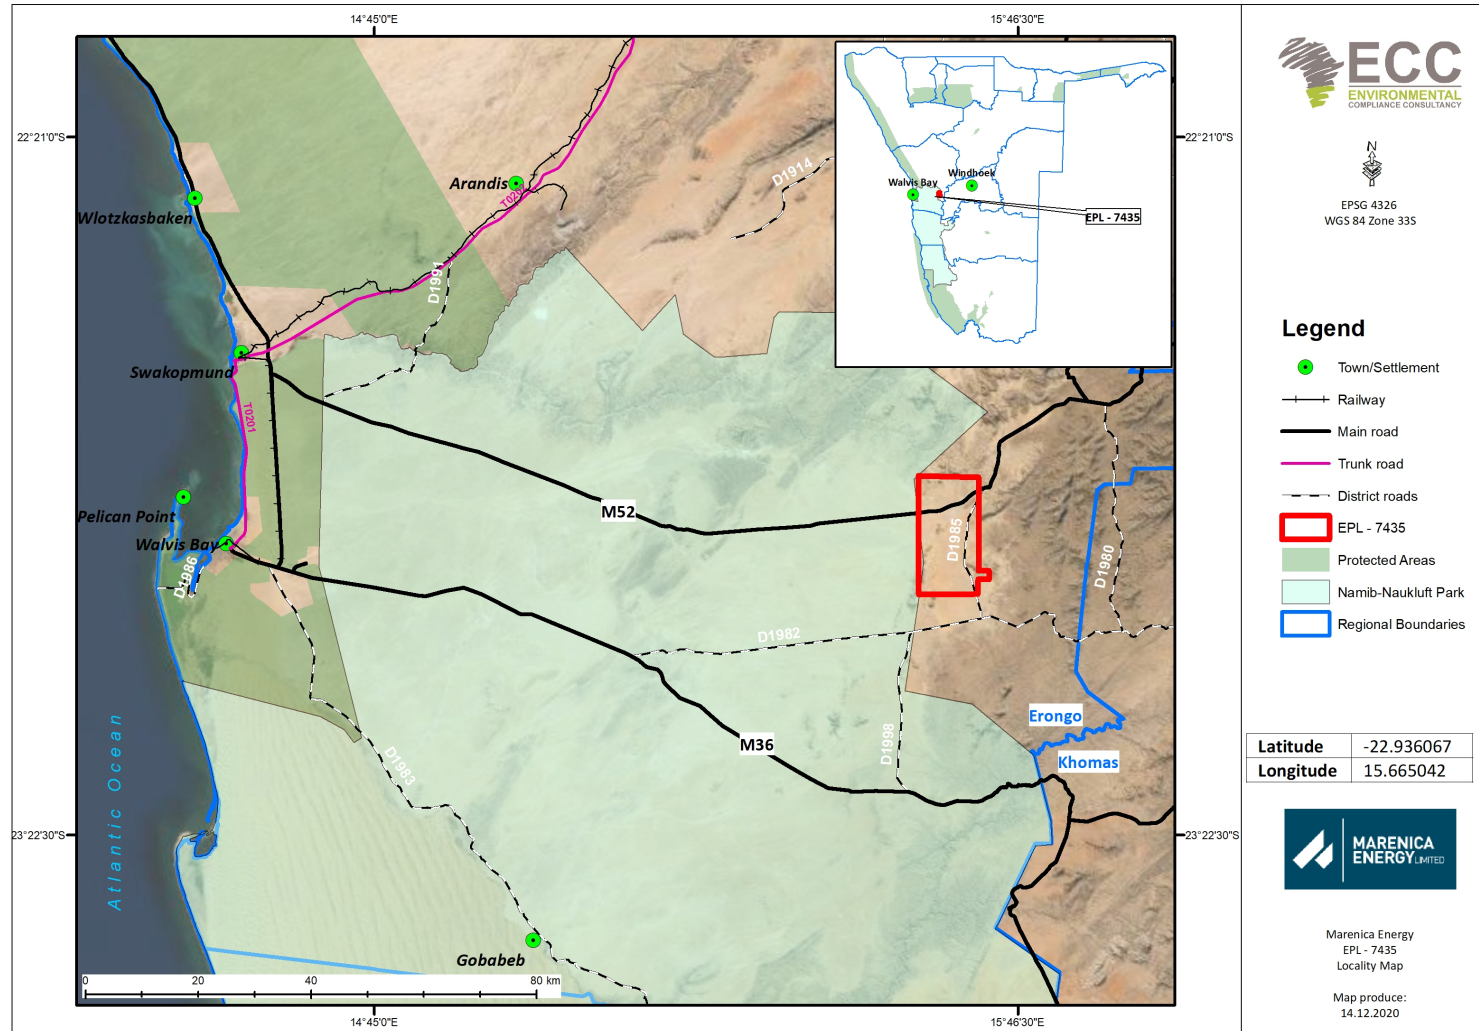 14°45'0"E
15°46'30"E
22°21'0"S
22°21'0"S
23°22'30"S
23°22'30"S
14°45'0"E
15°46'30"E
Arandis
T0202
D1914
Wlotzkasbaken
D1991
Swakopmund
T0201
Pelican Point
Walvis Bay
D1986
M52
D1985
D1980
D1982
M36
D1998
D1983
Erongo
Khomas
Atlantic Ocean
Gobabeb
0 20 40 80 km
Walvis Bay
Windhoek
EPL - 7435
ECC
ENVIRONMENTAL
COMPLIANCE CONSULTANCY
N
EPSG 4326
WGS 84 Zone 33S
Legend
Town/Settlement
Railway
Main road
Trunk road
District roads
EPL - 7435
Protected Areas
Namib-Naukluft Park
Regional Boundaries
Latitude -22.936067
Longitude 15.665042
MARENICA
ENERGY LIMITED
Marenica Energy
EPL - 7435
Locality Map
Map produce:
14.12.2020